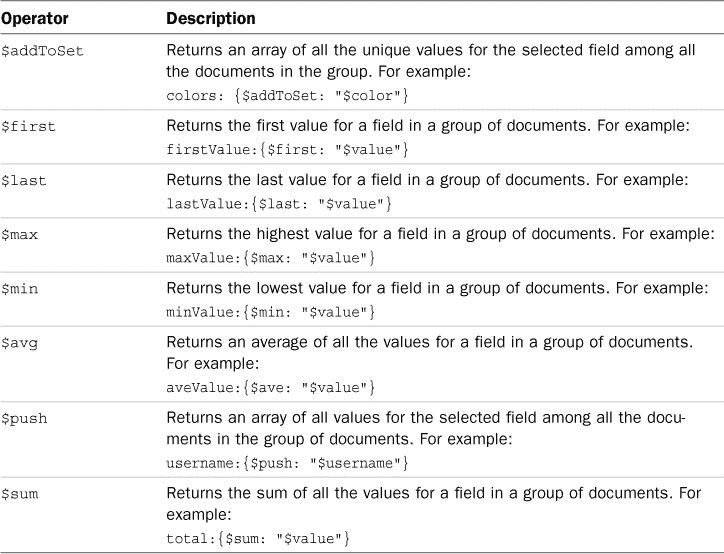 Operator Description
$addToSet Returns an array of all the unique values for the selected field among all
the documents in the group. For example:
colors: {$addToSet: "$color"}
$first Returns the first value for a field in a group of documents. For example:
firstValue:{$first: "$value"}
$last Returns the last value for a field in a group of documents. For example:
lastValue:{$last: "$value"}
$max Returns the highest value for a field in a group of documents. For example:
maxValue:{$max: "$value"}
$min Returns the lowest value for a field in a group of documents. For example:
minValue:{$min: "$value"}
$avg Returns an average of all the values for a field in a group of documents.
For example:
aveValue:{$ave: "$value"}
$push Returns an array of all values for the selected field among all the docu-
ments in the group of documents. For example:
username:{$push: "$username"}
$sum Returns the sum of all the values for a field in a group of documents. For
example:
total:{$sum: "$value"}